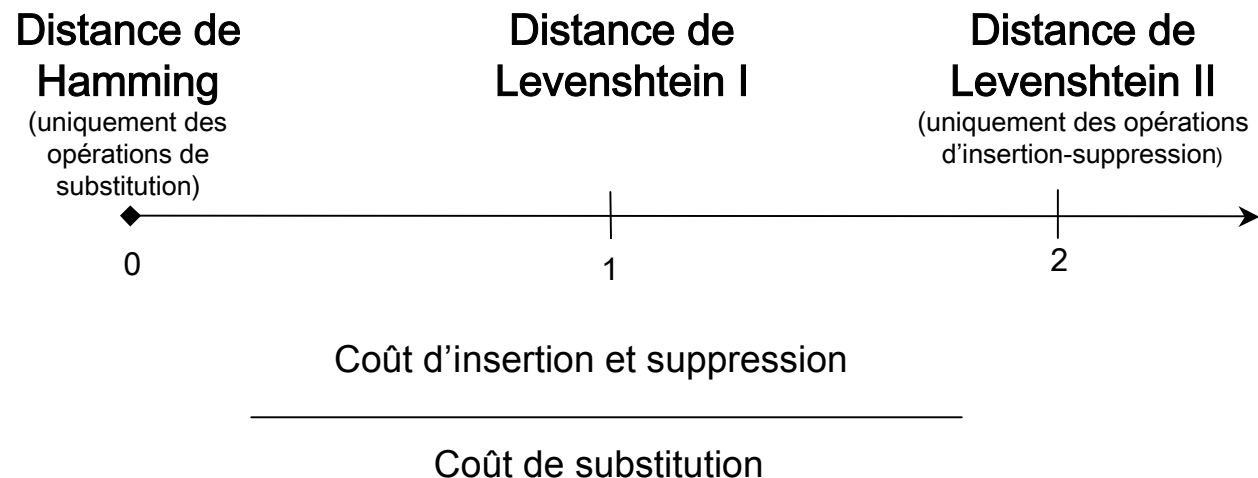 Distance de
Hamming
(uniquement des
opérations de
substitution)
Distance de
Levenshtein I
Distance de
Levenshtein II
(uniquement des opérations
d'insertion-suppression)
0
1
2
Coût d'insertion et suppression
Coût de substitution